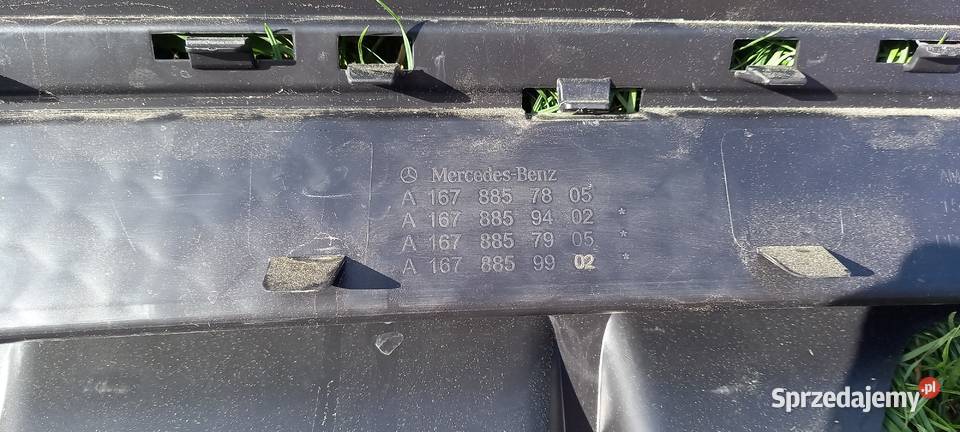 Mercedes-Benz
A 167 885 78 05
A 167 885 94 02 *
A 167 885 79 05 *
A 167 885 99 02 *
Sprzedajemy.pl